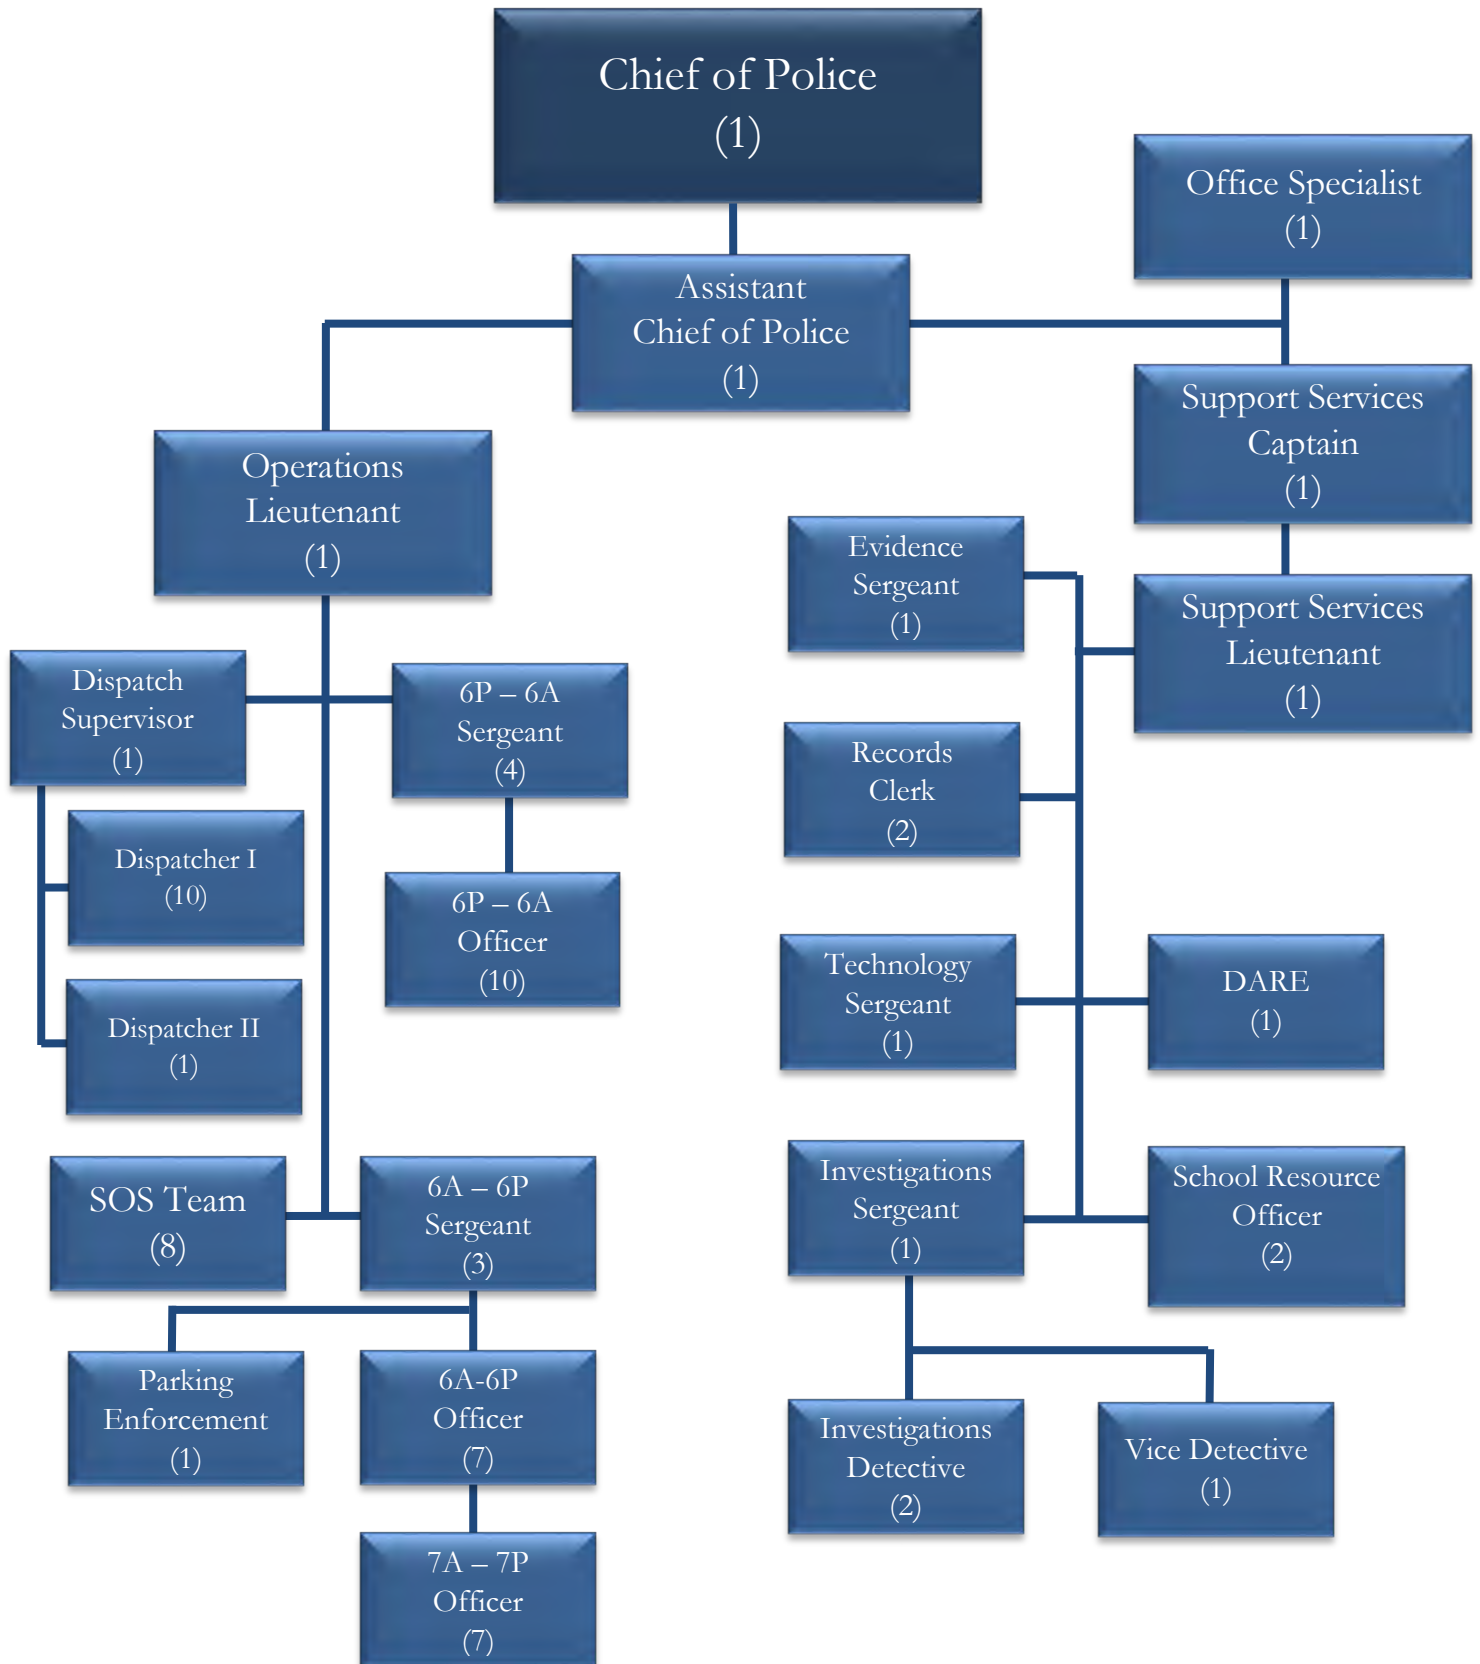 Chief of Police
(1)
Office Specialist
(1)
Assistant
Chief of Police
(1)
Support Services
Captain
(1)
Operations
Lieutenant
(1)
Evidence
Sergeant
(1)
Support Services
Lieutenant
(1)
Dispatch
Supervisor
(1)
6P – 6A
Sergeant
(4)
Records
Clerk
(2)
Dispatcher I
(10)
6P – 6A
Officer
(10)
Technology
Sergeant
(1)
DARE
(1)
Dispatcher II
(1)
SOS Team
(8)
6A – 6P
Sergeant
(3)
Investigations
Sergeant
(1)
School Resource
Officer
(2)
Parking
Enforcement
(1)
6A-6P
Officer
(7)
Investigations
Detective
(2)
Vice Detective
(1)
7A – 7P
Officer
(7)